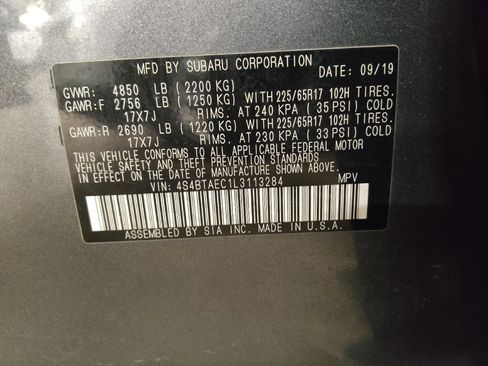 MFD BY SUBARU CORPORATION DATE: 09/19
GVWR: 4850 LB (2200 KG)
GAWR:F 2756 LB (1250 KG) WITH 225/65R17 102H TIRES.
17X7J RIMS. AT 240 KPA (35 PSI) COLD
GAWR:R 2690 LB (1220 KG) WITH 225/65R17 102H TIRES.
17X7J RIMS. AT 230 KPA (33 PSI) COLD
THIS VEHICLE CONFORMS TO ALL APPLICABLE FEDERAL MOTOR
VEHICLE SAFETY AND THEFT PREVENTION STANDARDS
IN EFFECT ON THE DATE OF MANUFACTURE SHOWN ABOVE.
VIN: 4S4BTAEC1L3113284 MPV
ASSEMBLED BY SIA INC. MADE IN U.S.A.